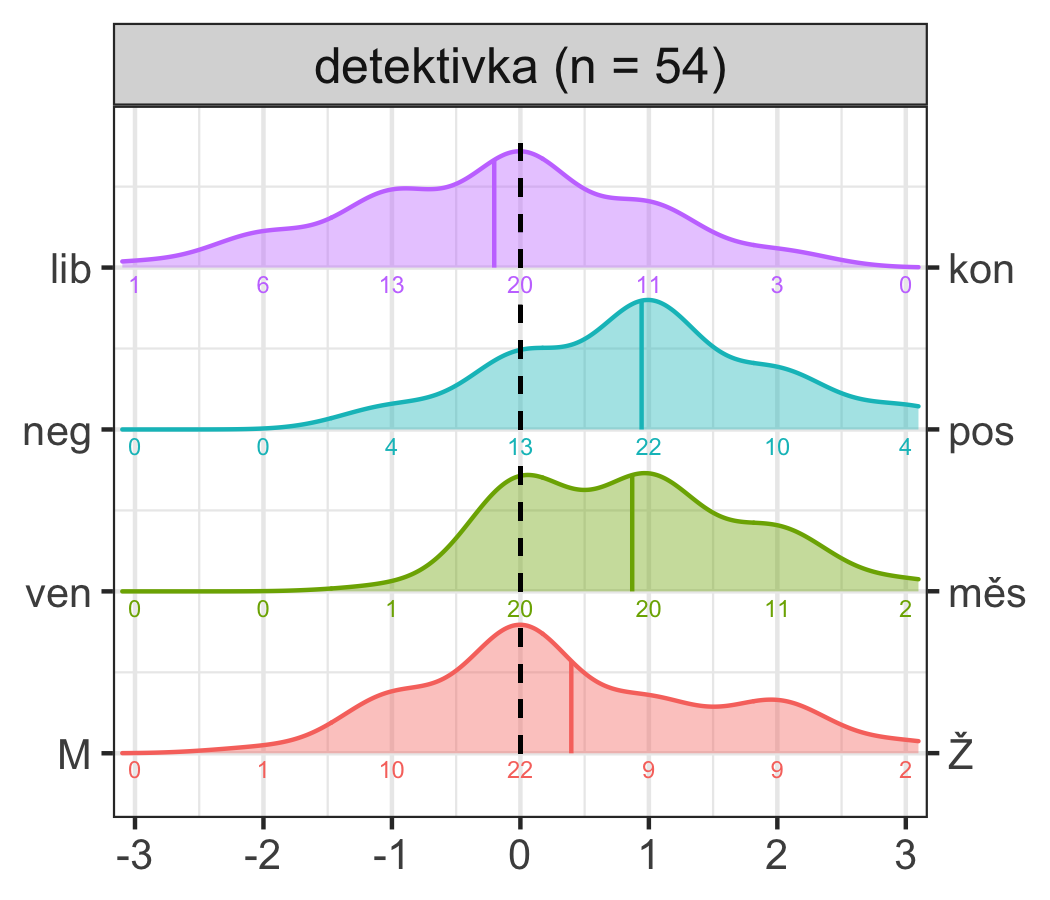 detektivka (n = 54)
lib kon
1 6 13 20 11 3 0
neg pos
0 0 4 13 22 10 4
ven měs
0 0 1 20 20 11 2
M Ž
0 1 10 22 9 9 2
-3 -2 -1 0 1 2 3